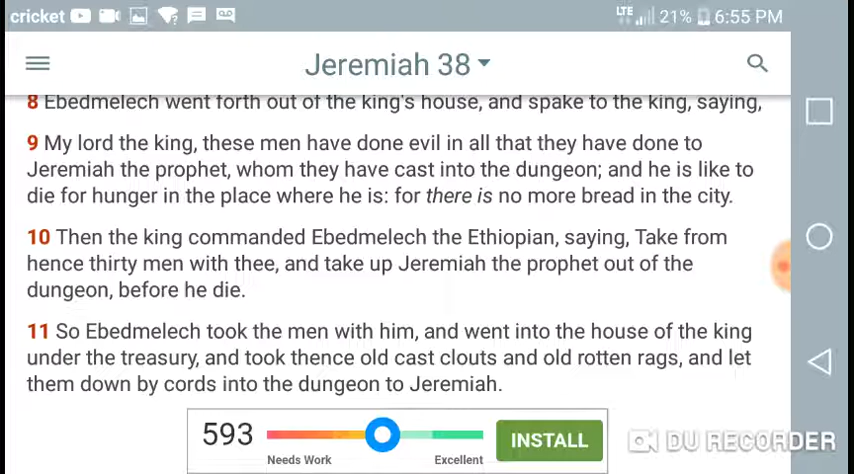 cricket LTE 21% 6:55 PM
Jeremiah 38
8 Ebedmelech went forth out of the king's house, and spake to the king, saying,
9 My lord the king, these men have done evil in all that they have done to
Jeremiah the prophet, whom they have cast into the dungeon; and he is like to
die for hunger in the place where he is: for there is no more bread in the city.
10 Then the king commanded Ebedmelech the Ethiopian, saying, Take from
hence thirty men with thee, and take up Jeremiah the prophet out of the
dungeon, before he die.
11 So Ebedmelech took the men with him, and went into the house of the king
under the treasury, and took thence old cast clouts and old rotten rags, and let
them down by cords into the dungeon to Jeremiah.
593
Needs Work Excellent
INSTALL
DU RECORDER